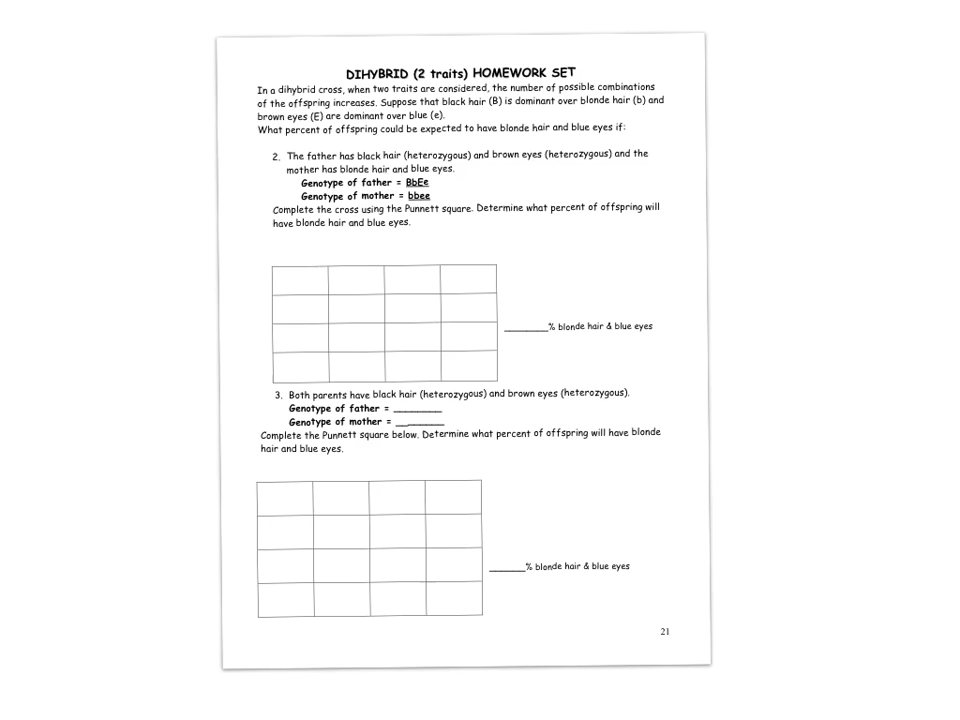 DIHYBRID (2 traits) HOMEWORK SET
In a dihybrid cross, when two traits are considered, the number of possible combinations
of the offspring increases. Suppose that black hair (B) is dominant over blonde hair (b) and
brown eyes (E) are dominant over blue (e).
What percent of offspring could be expected to have blonde hair and blue eyes if:
2. The father has black hair (heterozygous) and brown eyes (heterozygous) and the
mother has blonde hair and blue eyes.
Genotype of father = BbEe
Genotype of mother = bbee
Complete the cross using the Punnett square. Determine what percent of offspring will
have blonde hair and blue eyes.
________% blonde hair & blue eyes
3. Both parents have black hair (heterozygous) and brown eyes (heterozygous).
Genotype of father = ________
Genotype of mother = ________
Complete the Punnett square below. Determine what percent of offspring will have blonde
hair and blue eyes.
_______% blonde hair & blue eyes
21